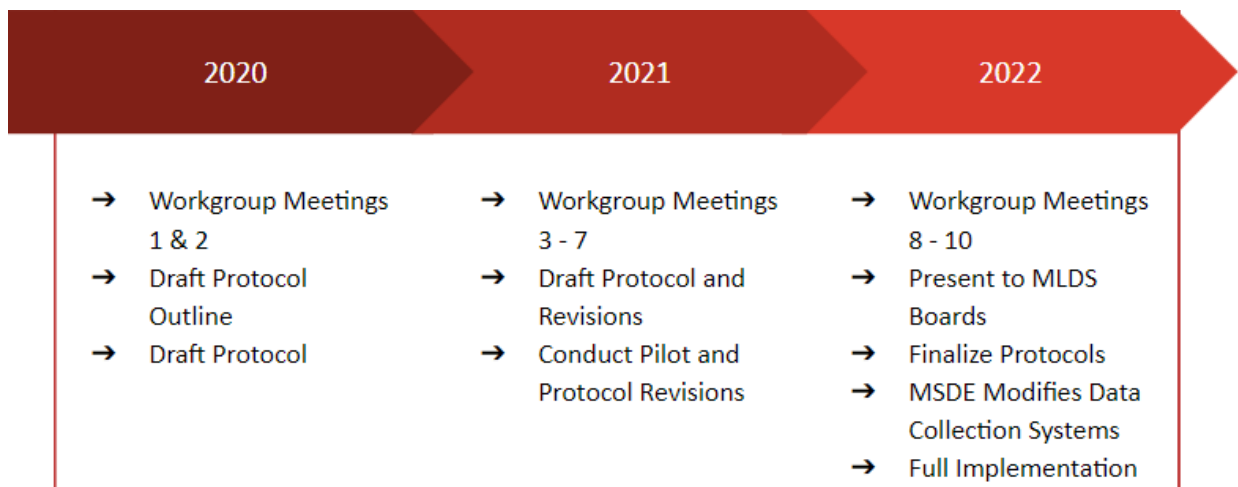 2020
2021
2022
➔ Workgroup Meetings
1 & 2
➔ Draft Protocol
Outline
➔ Draft Protocol
➔ Workgroup Meetings
3 - 7
➔ Draft Protocol and
Revisions
➔ Conduct Pilot and
Protocol Revisions
➔ Workgroup Meetings
8 - 10
➔ Present to MLDS
Boards
➔ Finalize Protocols
➔ MSDE Modifies Data
Collection Systems
➔ Full Implementation